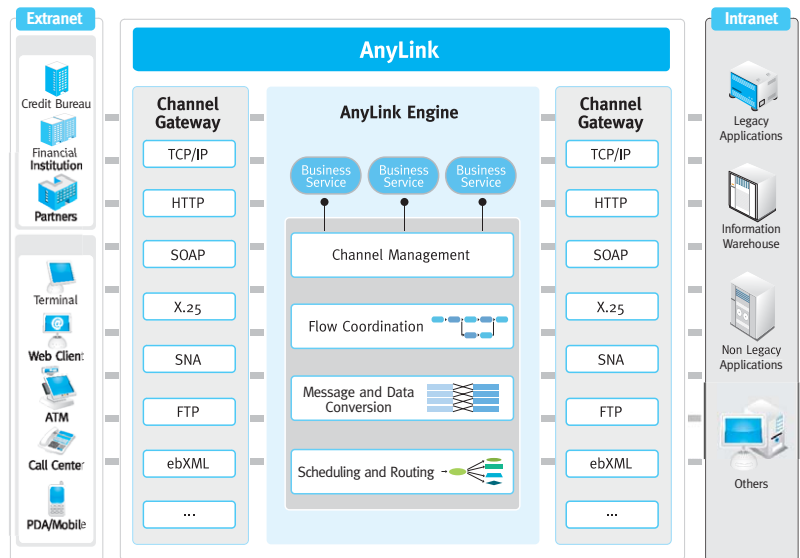 Extranet
Credit Bureau
Financial
Institution
Partners
Terminal
Web Client
ATM
Call Center
PDA/Mobile
AnyLink
Channel
Gateway
TCP/IP
HTTP
SOAP
X.25
SNA
FTP
ebXML
...
AnyLink Engine
Business
Service
Business
Service
Business
Service
Channel Management
Flow Coordination
Message and Data
Conversion
Scheduling and Routing
Channel
Gateway
TCP/IP
HTTP
SOAP
X.25
SNA
FTP
ebXML
...
Intranet
Legacy
Applications
Information
Warehouse
Non Legacy
Applications
Others